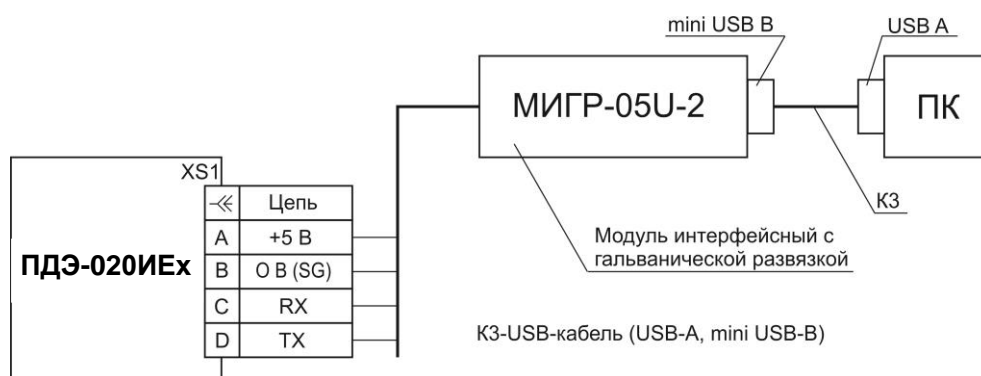 mini USB B
USB A
МИГР-05U-2
ПК
К3
XS1
Цепь
A +5 В
B О В (SG)
C RX
D TX
ПДЭ-020ИЕх
Модуль интерфейсный с
гальванической развязкой
К3-USB-кабель (USB-A, mini USB-B)